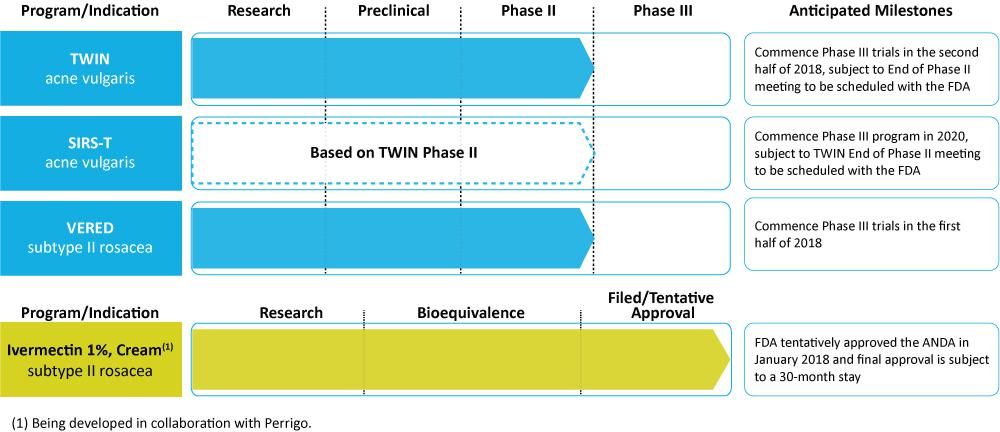 Program/Indication Research Preclinical Phase II Phase III Anticipated Milestones
TWIN
acne vulgaris
Commence Phase III trials in the second
half of 2018, subject to End of Phase II
meeting to be scheduled with the FDA
SIRS-T
acne vulgaris
Based on TWIN Phase II
Commence Phase III program in 2020,
subject to TWIN End of Phase II meeting
to be scheduled with the FDA
VERED
subtype II rosacea
Commence Phase III trials in the first
half of 2018
Program/Indication Research Bioequivalence Filed/Tentative
Approval
Ivermectin 1%, Cream(1)
subtype II rosacea
FDA tentatively approved the ANDA in
January 2018 and final approval is subject
to a 30-month stay
(1) Being developed in collaboration with Perrigo.